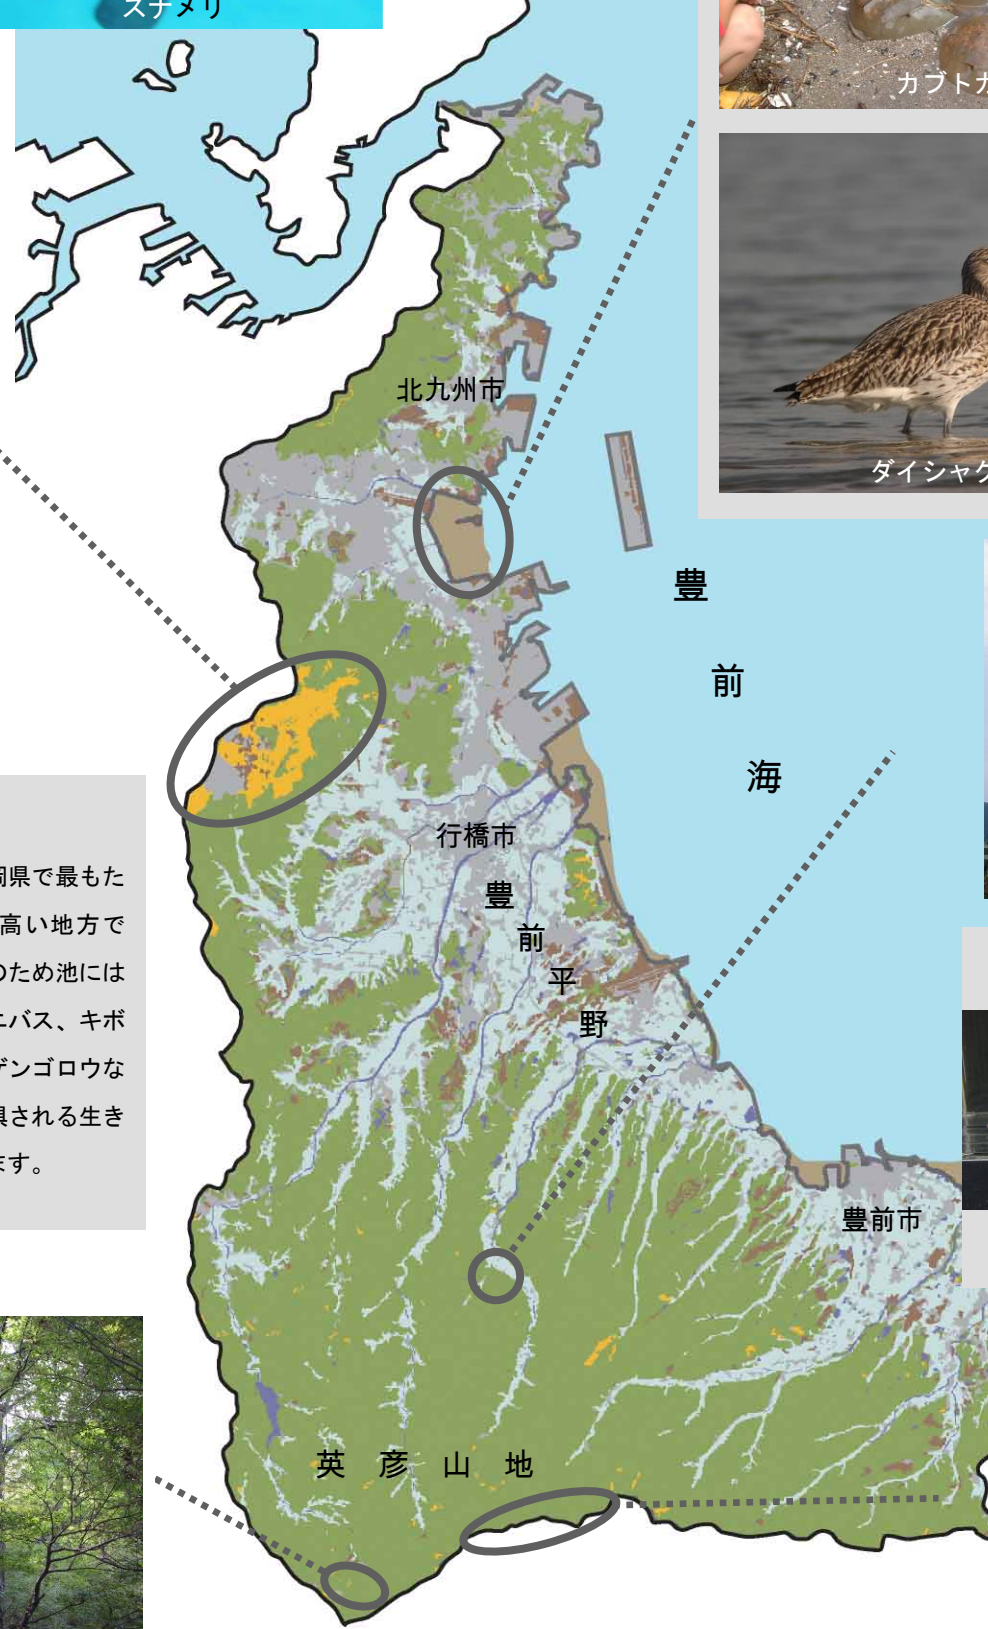 スナメリ
カブトガ
ダイシャク
北九州市
豊前海
行橋市
豊前平野
岡県で最もた
高い地方で
のため池には
ニバス、キボ
ゲンゴロウな
惧される生き
ます。
豊前市
英彦山地